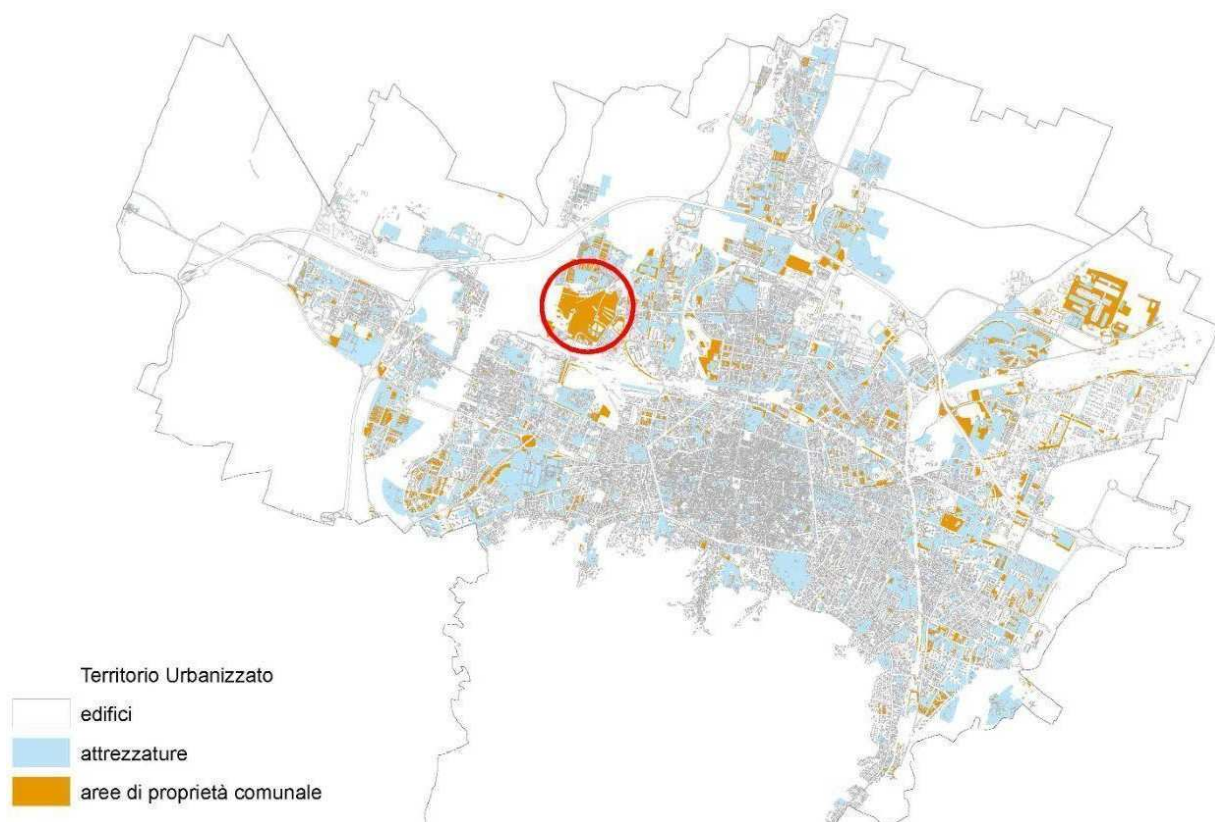 Territorio Urbanizzato
edifici
attrezzature
aree di proprietà comunale